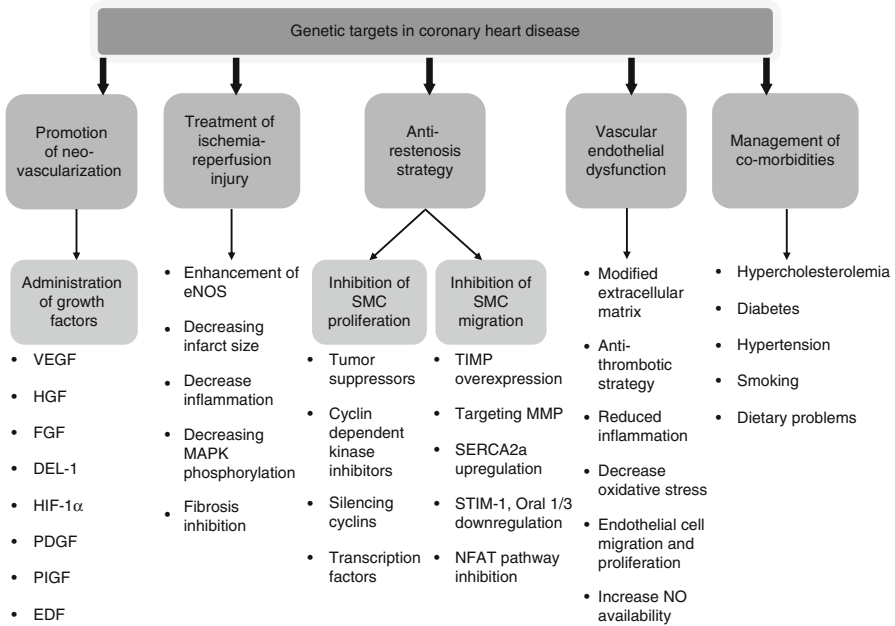 Genetic targets in coronary heart disease
Promotion
of neo-
vascularization
Administration
of growth
factors
• VEGF
• HGF
• FGF
• DEL-1
• HIF-1α
• PDGF
• PIGF
• EDF
Treatment of
ischemia-
reperfusion
injury
• Enhancement of
eNOS
• Decreasing
infarct size
• Decrease
inflammation
• Decreasing
MAPK
phosphorylation
• Fibrosis
inhibition
Anti-
restenosis
strategy
Inhibition of
SMC
proliferation
• Tumor
suppressors
• Cyclin
dependent
kinase
inhibitors
• Silencing
cyclins
• Transcription
factors
Inhibition of
SMC
migration
• TIMP
overexpression
• Targeting MMP
• SERCA2a
upregulation
• STIM-1, Oral 1/3
downregulation
• NFAT pathway
inhibition
Vascular
endothelial
dysfunction
• Modified
extracellular
matrix
• Anti-
thrombotic
strategy
• Reduced
inflammation
• Decrease
oxidative stress
• Endothelial cell
migration and
proliferation
• Increase NO
availability
Management of
co-morbidities
• Hypercholesterolemia
• Diabetes
• Hypertension
• Smoking
• Dietary problems